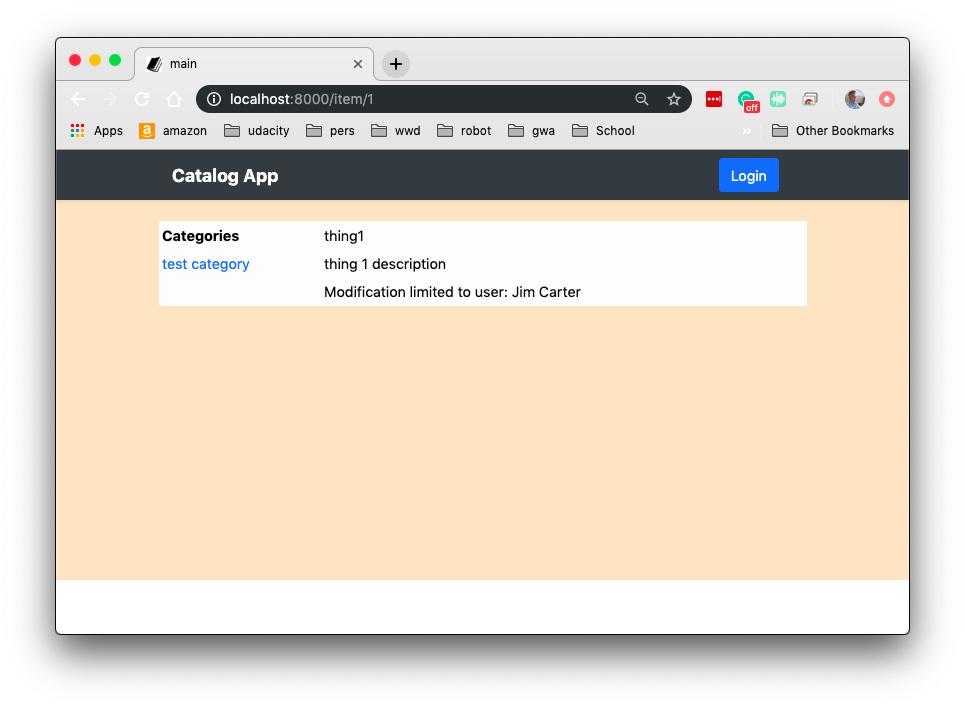 main
localhost:8000/item/1
off
Apps amazon udacity pers wwd robot gwa School » Other Bookmarks
Catalog App Login
Categories thing1
test category thing 1 description
Modification limited to user: Jim Carter